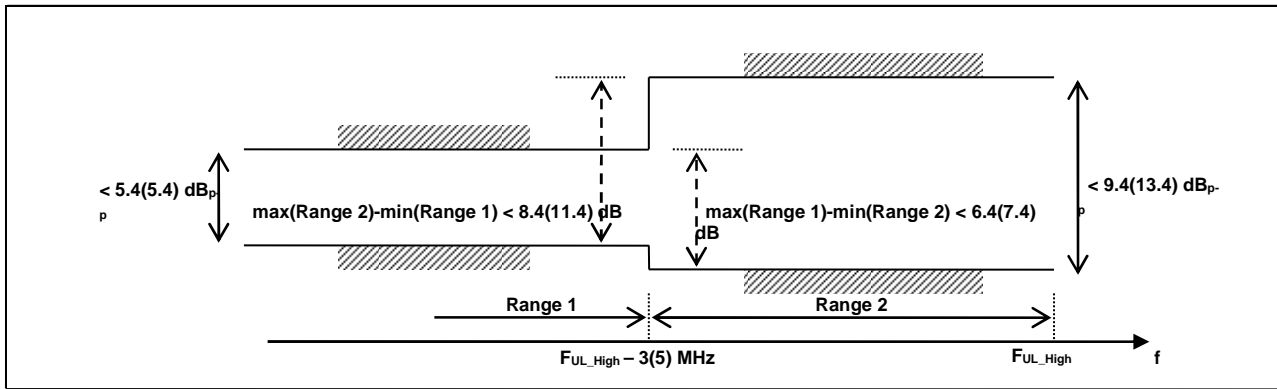 < 5.4(5.4) dBp-
p
max(Range 2)-min(Range 1) < 8.4(11.4) dB
max(Range 1)-min(Range 2) < 6.4(7.4)
dB
< 9.4(13.4) dBp-
p
Range 1
Range 2
FUL_High – 3(5) MHz
FUL_High
f